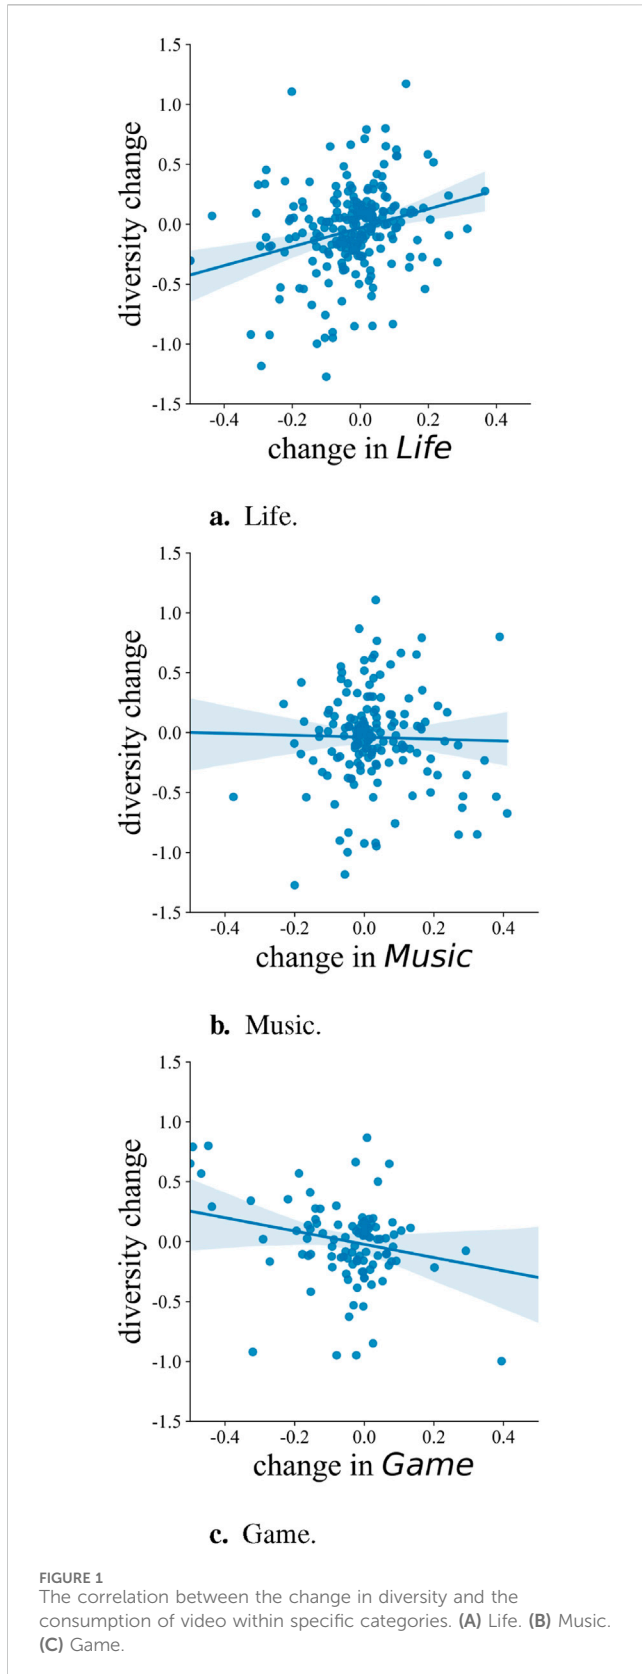 1.5
1.0
0.5
0.0
-0.5
-1.0
-1.5
diversity change
-0.4 -0.2 0.0 0.2 0.4
change in Life
a. Life.
1.5
1.0
0.5
0.0
-0.5
-1.0
-1.5
diversity change
-0.4 -0.2 0.0 0.2 0.4
change in Music
b. Music.
1.5
1.0
0.5
0.0
-0.5
-1.0
-1.5
diversity change
-0.4 -0.2 0.0 0.2 0.4
change in Game
c. Game.
FIGURE 1
The correlation between the change in diversity and the
consumption of video within specific categories. (A) Life. (B) Music.
(C) Game.